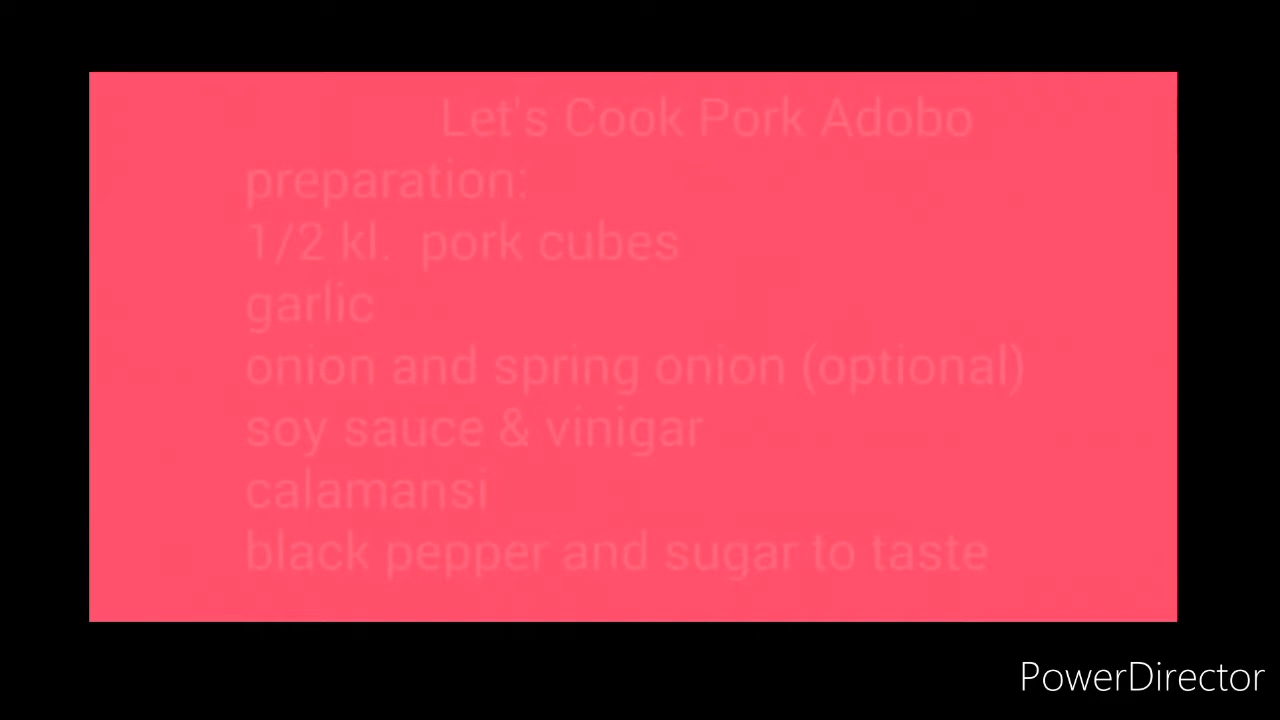 Let's Cook Pork Adobo
preparation:
1/2 kl. pork cubes
garlic
onion and spring onion (optional)
soy sauce & vinigar
calamansi
black pepper and sugar to taste
PowerDirector